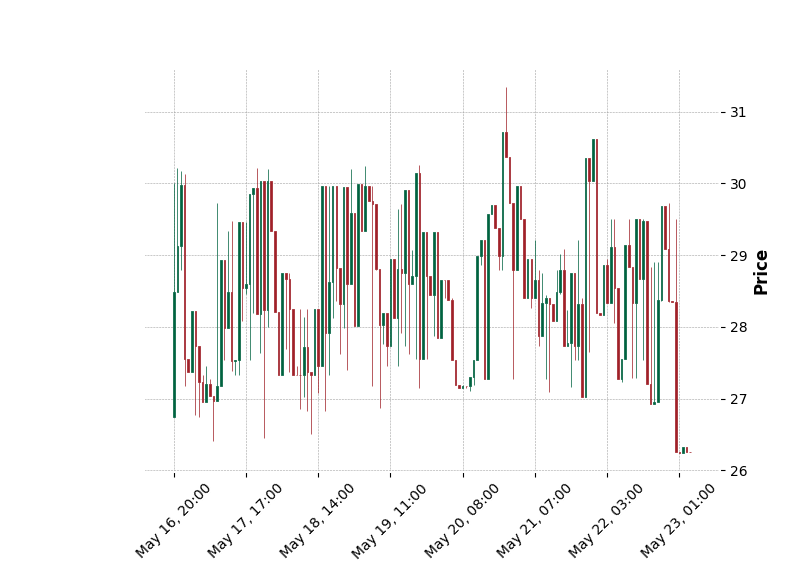 31
30
29
28
27
26
Price
May 16, 20:00
May 17, 17:00
May 18, 14:00
May 19, 11:00
May 20, 08:00
May 21, 07:00
May 22, 03:00
May 23, 01:00